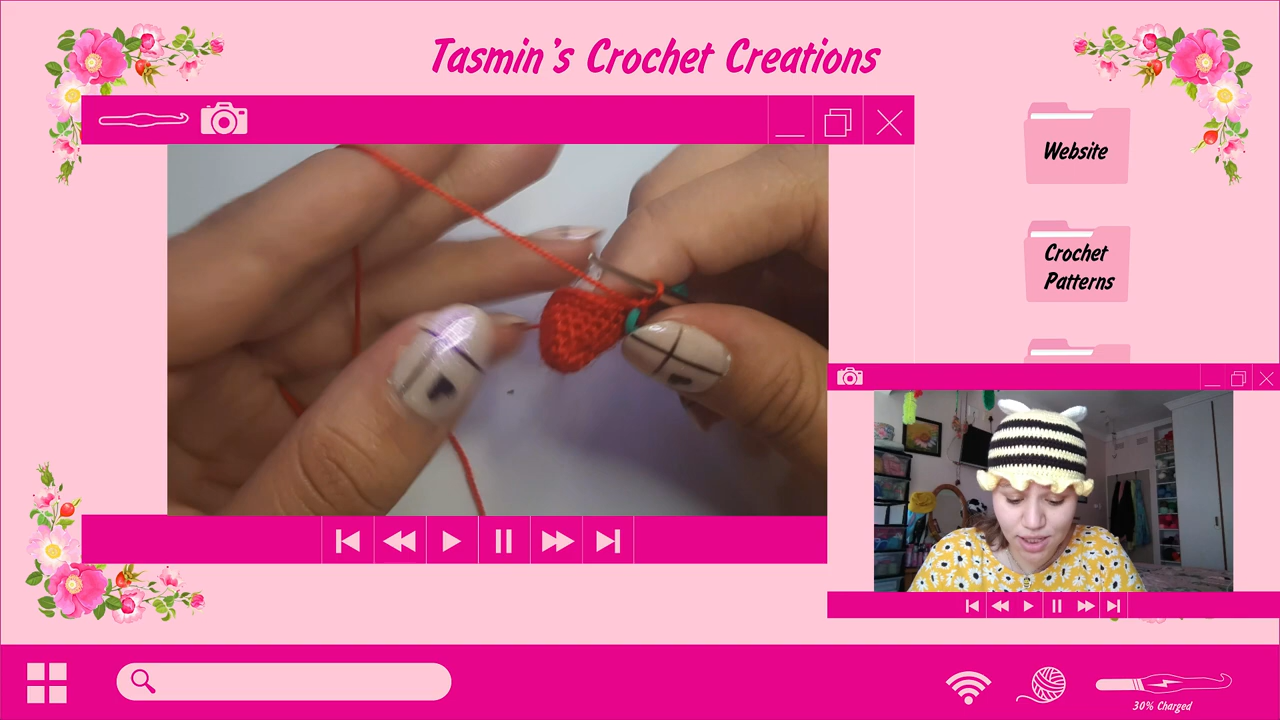 Tasmin's Crochet Creations
Website
Crochet
Patterns
30% Charged